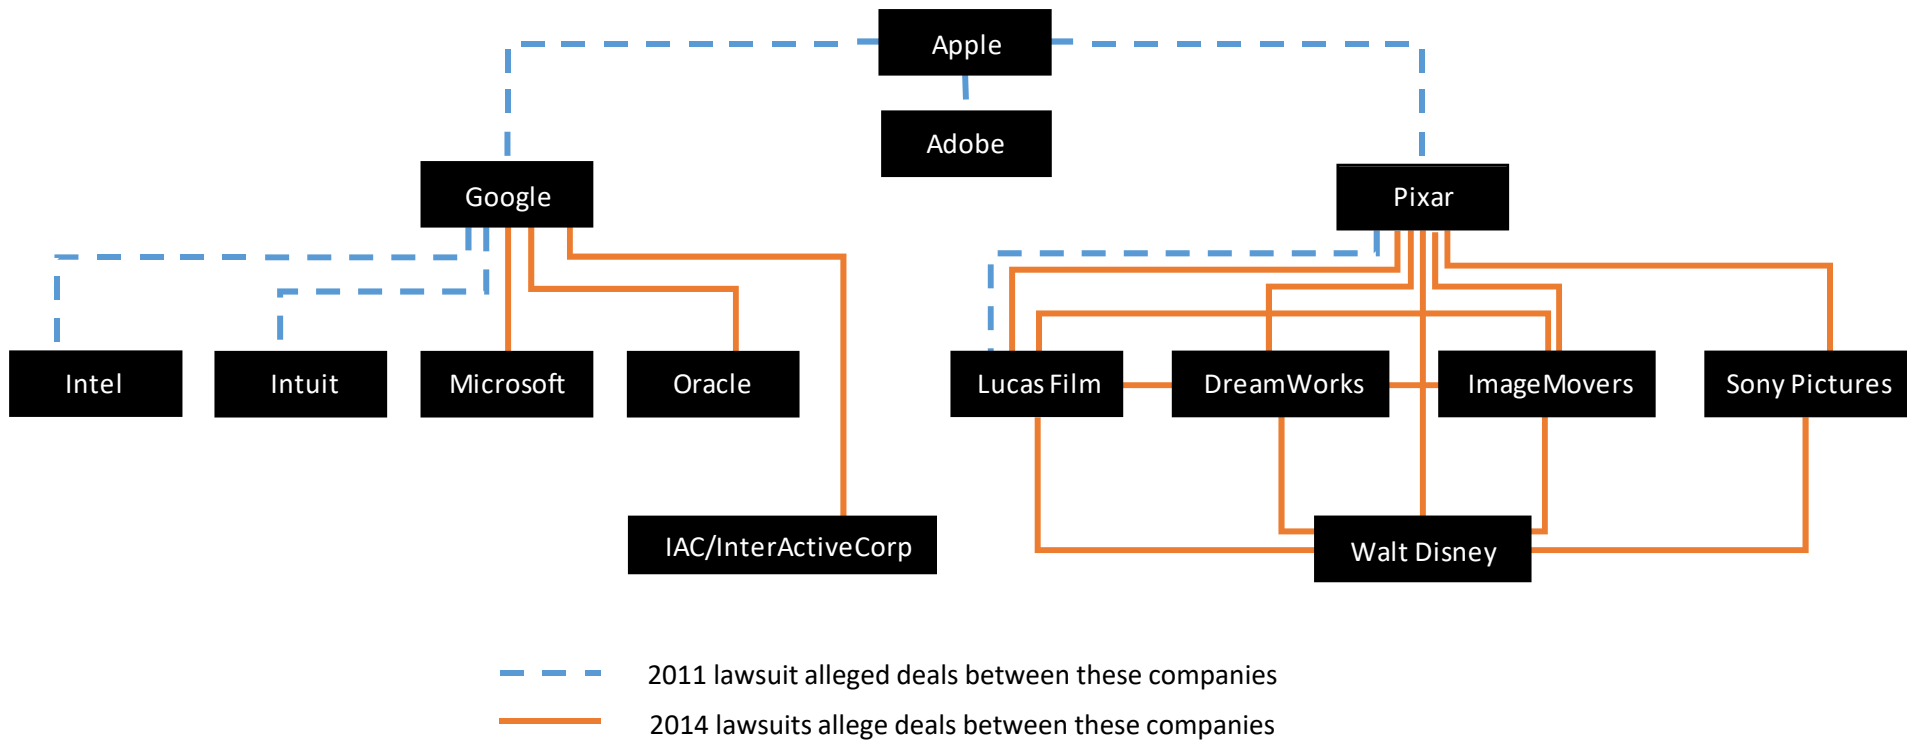 Apple
Adobe
Google
Pixar
Intel
Intuit
Microsoft
Oracle
Lucas Film
DreamWorks
ImageMovers
Sony Pictures
IAC/InterActiveCorp
Walt Disney
2011 lawsuit alleged deals between these companies
2014 lawsuits allege deals between these companies